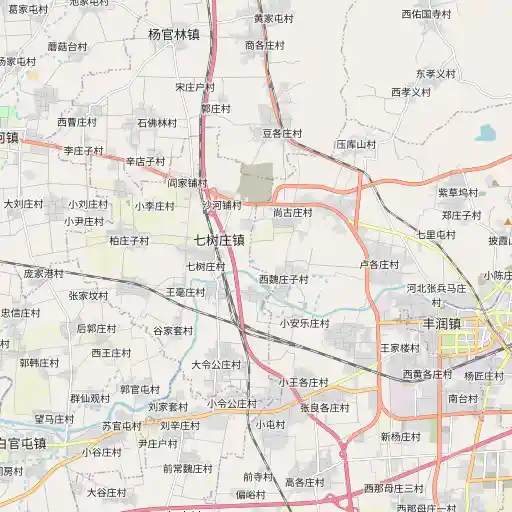 葛家屯村
池家屯村
杨官林镇
黄家屯村
西佑国寺村
蘑菇台村
商各庄村
杨家屯村
东孝义村
宋庄户村
西孝义村
郭庄村
西曹庄村
石佛林村
豆各庄村
河镇
压库山村
李庄子村
辛店子村
阎家铺村
紫草坞村
大刘庄村
小刘庄村
小李庄村
沙河铺村
尚古庄村
郑庄子村
小尹庄村
柏庄子村
七树庄镇
七里屯村
披霞山
庞家港村
七树庄村
卢各庄村
小陈庄
西魏庄子村
张家坟村
王毫庄村
河北张兵马庄
村
忠信庄村
后郭庄村
谷家套村
小安乐庄村
丰润镇
西王庄村
王家楼村
郭韩庄村
大令公庄村
西黄各庄村
杨匠庄村
郭官屯村
小王各庄村
群仙观村
南台村
刘家套村
小令公庄村
张良各庄村
望马庄村
苏官屯村
刘辛庄村
小屯村
新杨庄村
白官屯镇
尹庄户村
小谷庄村
前常魏庄村
前寺村
高各庄村
西那母庄三村
大谷庄村
偏峪村
西那母庄一村